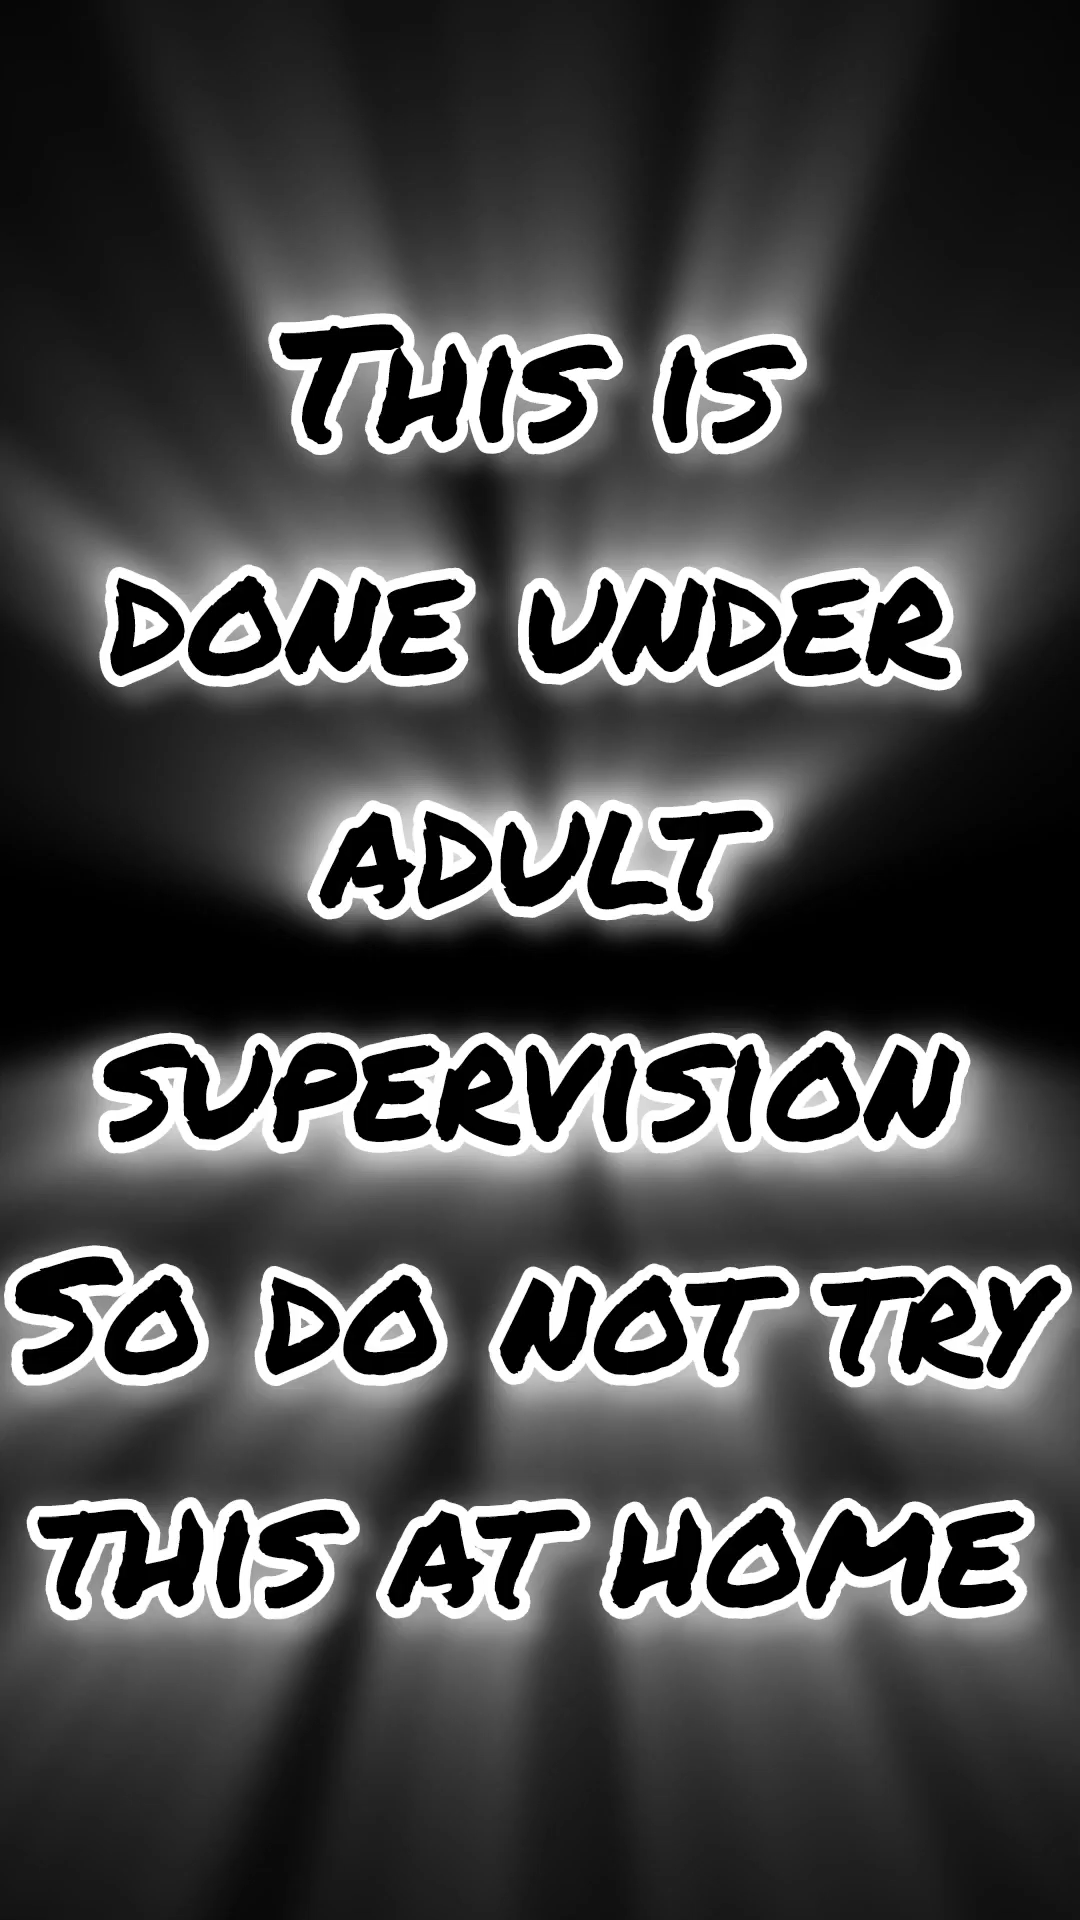 This is
done under
adult
supervision
So do not try
this at home